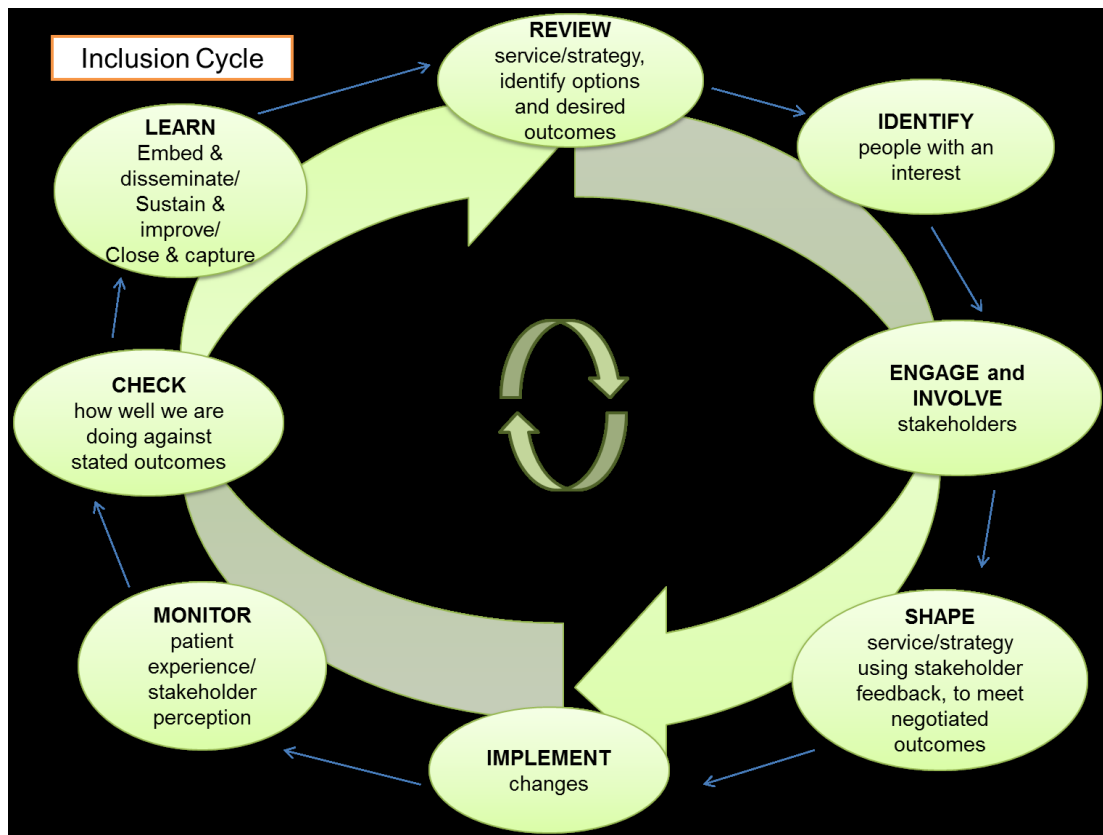 Inclusion Cycle
REVIEW
service/strategy,
identify options
and desired
outcomes
IDENTIFY
people with an
interest
ENGAGE and
INVOLVE
stakeholders
SHAPE
service/strategy
using stakeholder
feedback, to meet
negotiated
outcomes
IMPLEMENT
changes
MONITOR
patient
experience/
stakeholder
perception
CHECK
how well we are
doing against
stated outcomes
LEARN
Embed &
disseminate/
Sustain &
improve/
Close & capture